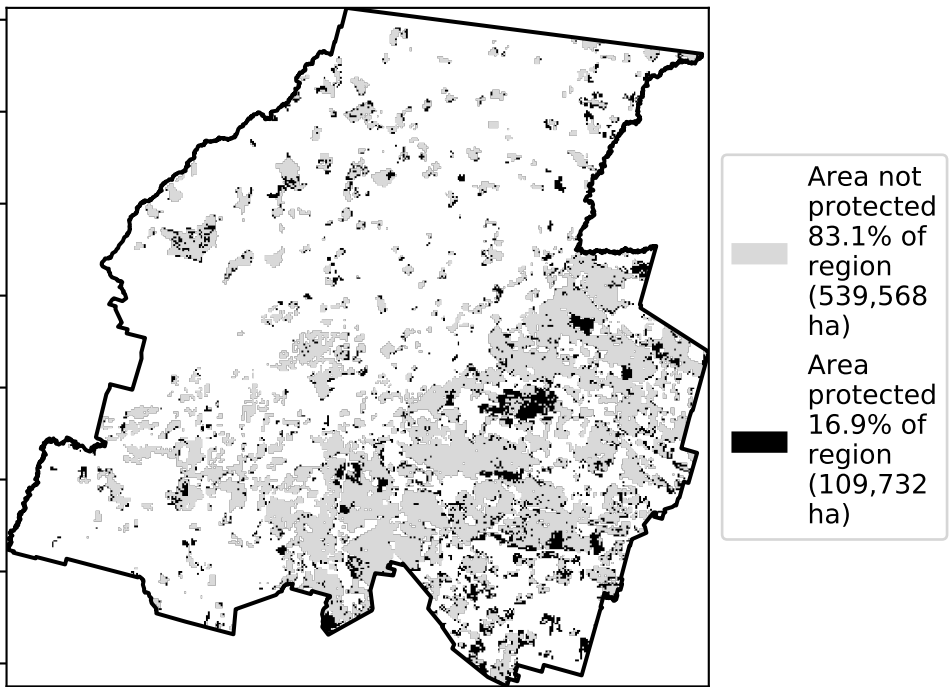 Area not
protected
83.1% of
region
(539,568
ha)
Area
protected
16.9% of
region
(109,732
ha)